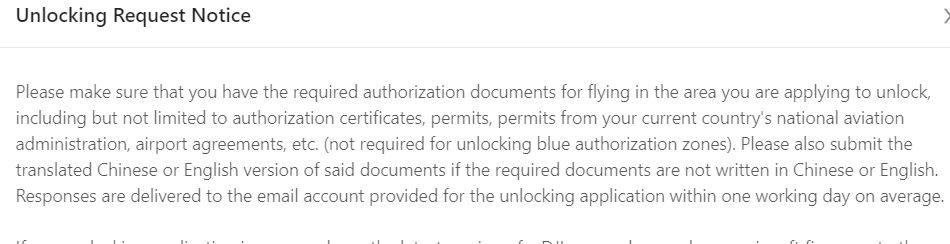 Unlocking Request Notice
Please make sure that you have the required authorization documents for flying in the area you are applying to unlock,
including but not limited to authorization certificates, permits, permits from your current country's national aviation
administration, airport agreements, etc. (not required for unlocking blue authorization zones). Please also submit the
translated Chinese or English version of said documents if the required documents are not written in Chinese or English.
Responses are delivered to the email account provided for the unlocking application within one working day on average.